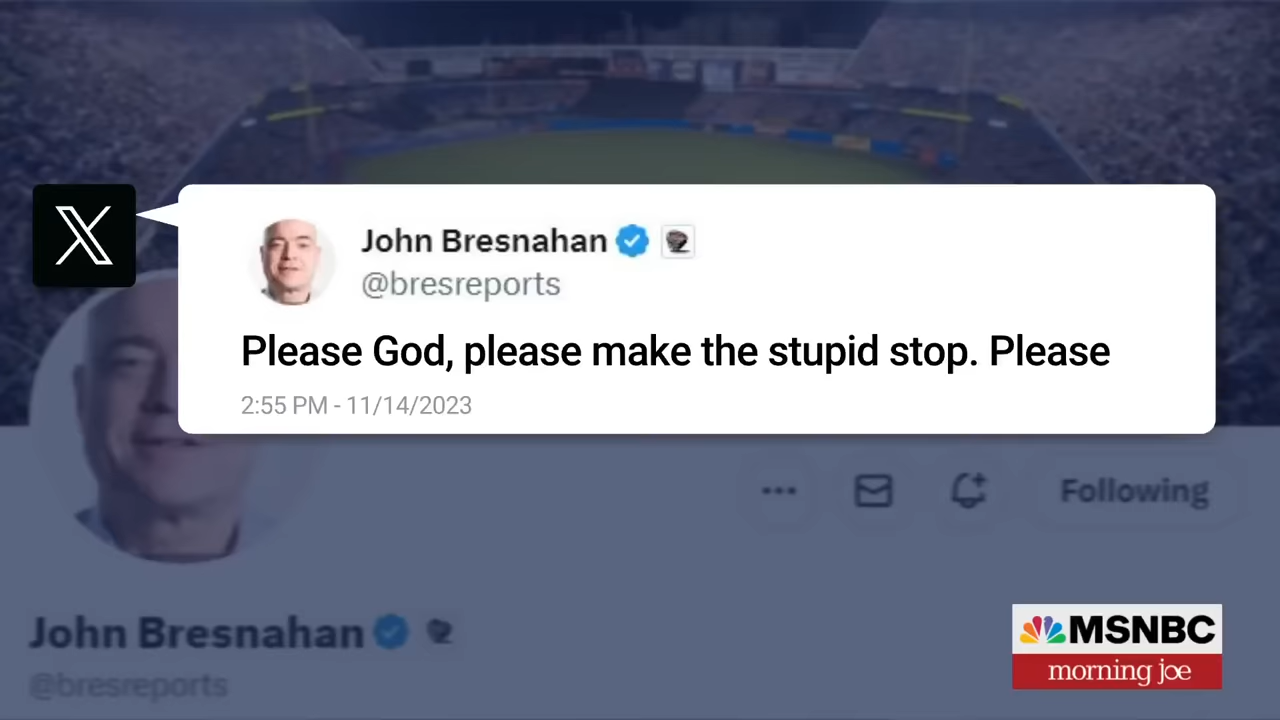 John Bresnahan
@bresreports
Please God, please make the stupid stop. Please
2:55 PM - 11/14/2023
Following
John Bresnahan
@bresreports
MSNBC
morning joe